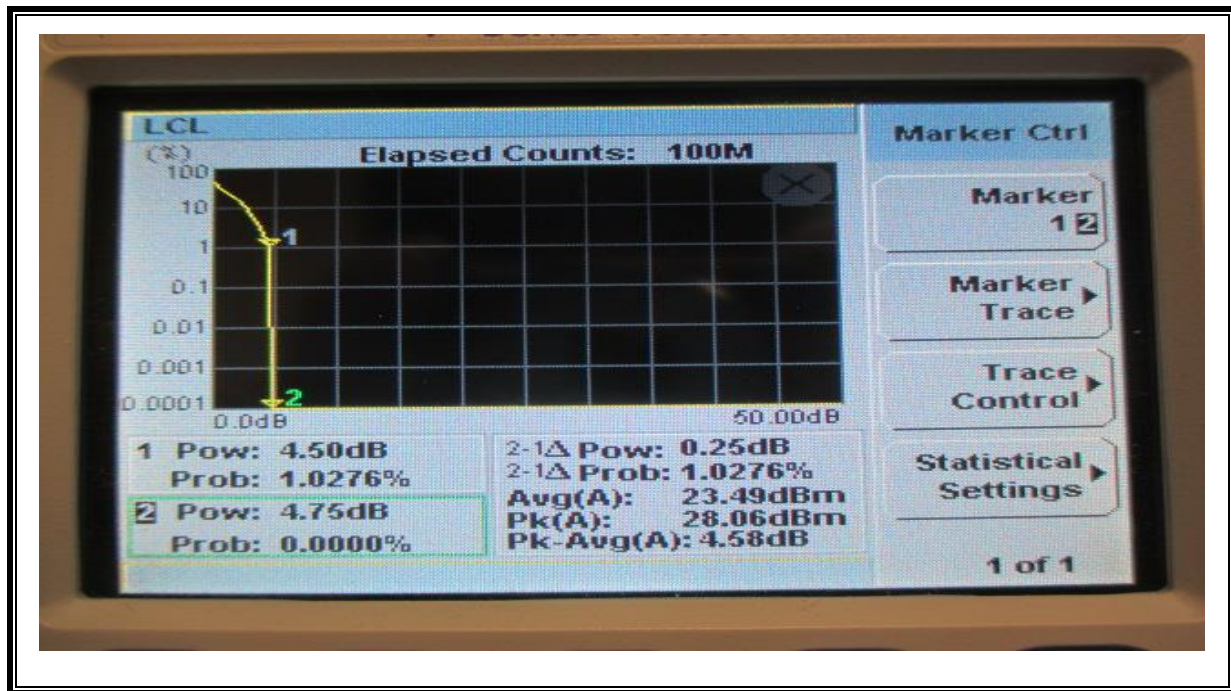 LCL
(%)
Elapsed Counts: 100M
100
10
1
0.1
0.01
0.001
0.0001
1
2
0.0dB
50.00dB
1 Pow: 4.50dB
Prob: 1.0276%
2 Pow: 4.75dB
Prob: 0.0000%
2-1Δ Pow: 0.25dB
2-1Δ Prob: 1.0276%
Avg(A): 23.49dBm
Pk(A): 28.06dBm
Pk-Avg(A): 4.58dB
Marker Ctrl
Marker
1 2
Marker
Trace
Trace
Control
Statistical
Settings
1 of 1